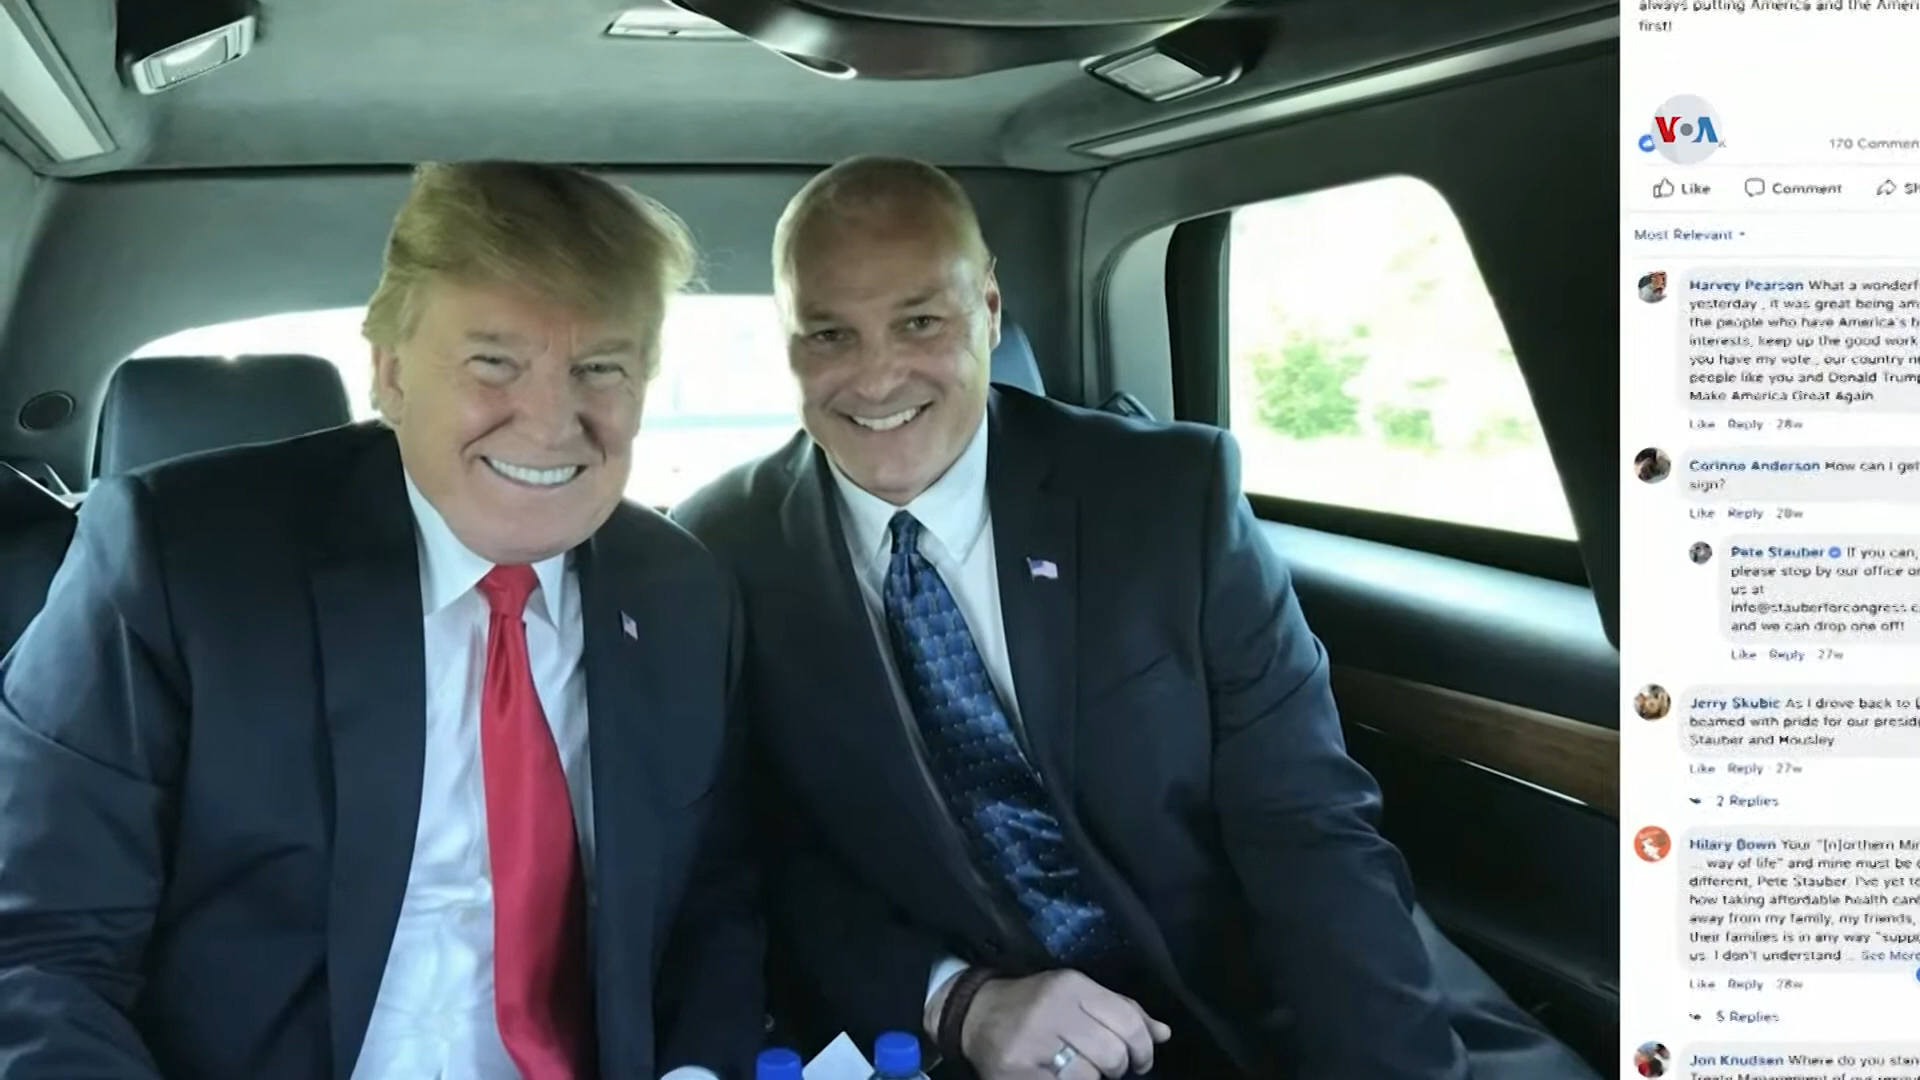 always putting America and the Ameri
first!
VOA
170 Commen
Like
Comment
Sh
Most Relevant
Harvey Pearson What a wonderf
yesterday , it was great being am
the people who have America's b
interests, keep up the good work
you have my vote , our country n
people like you and Donald Trump
Make America Great Again
Like Reply 28w
Corinne Anderson How can I get
sign?
Like Reply 28w
Pete Stauber If you can,
please stop by our office or
us at
info@stauberforcongress.c
and we can drop one off!
Like Reply 27w
Jerry Skubic As I drove back to D
beamed with pride for our preside
Stauber and Housley
Like Reply 27w
2 Replies
Hilary Bown Your "[n]orthern Min
... way of life" and mine must be d
different, Pete Stauber. I've yet to
how taking affordable health care
away from my family, my friends,
their families is in any way "suppo
us. I don't understand ... See More
Like Reply 28w
5 Replies
Jon Knudsen Where do you stan